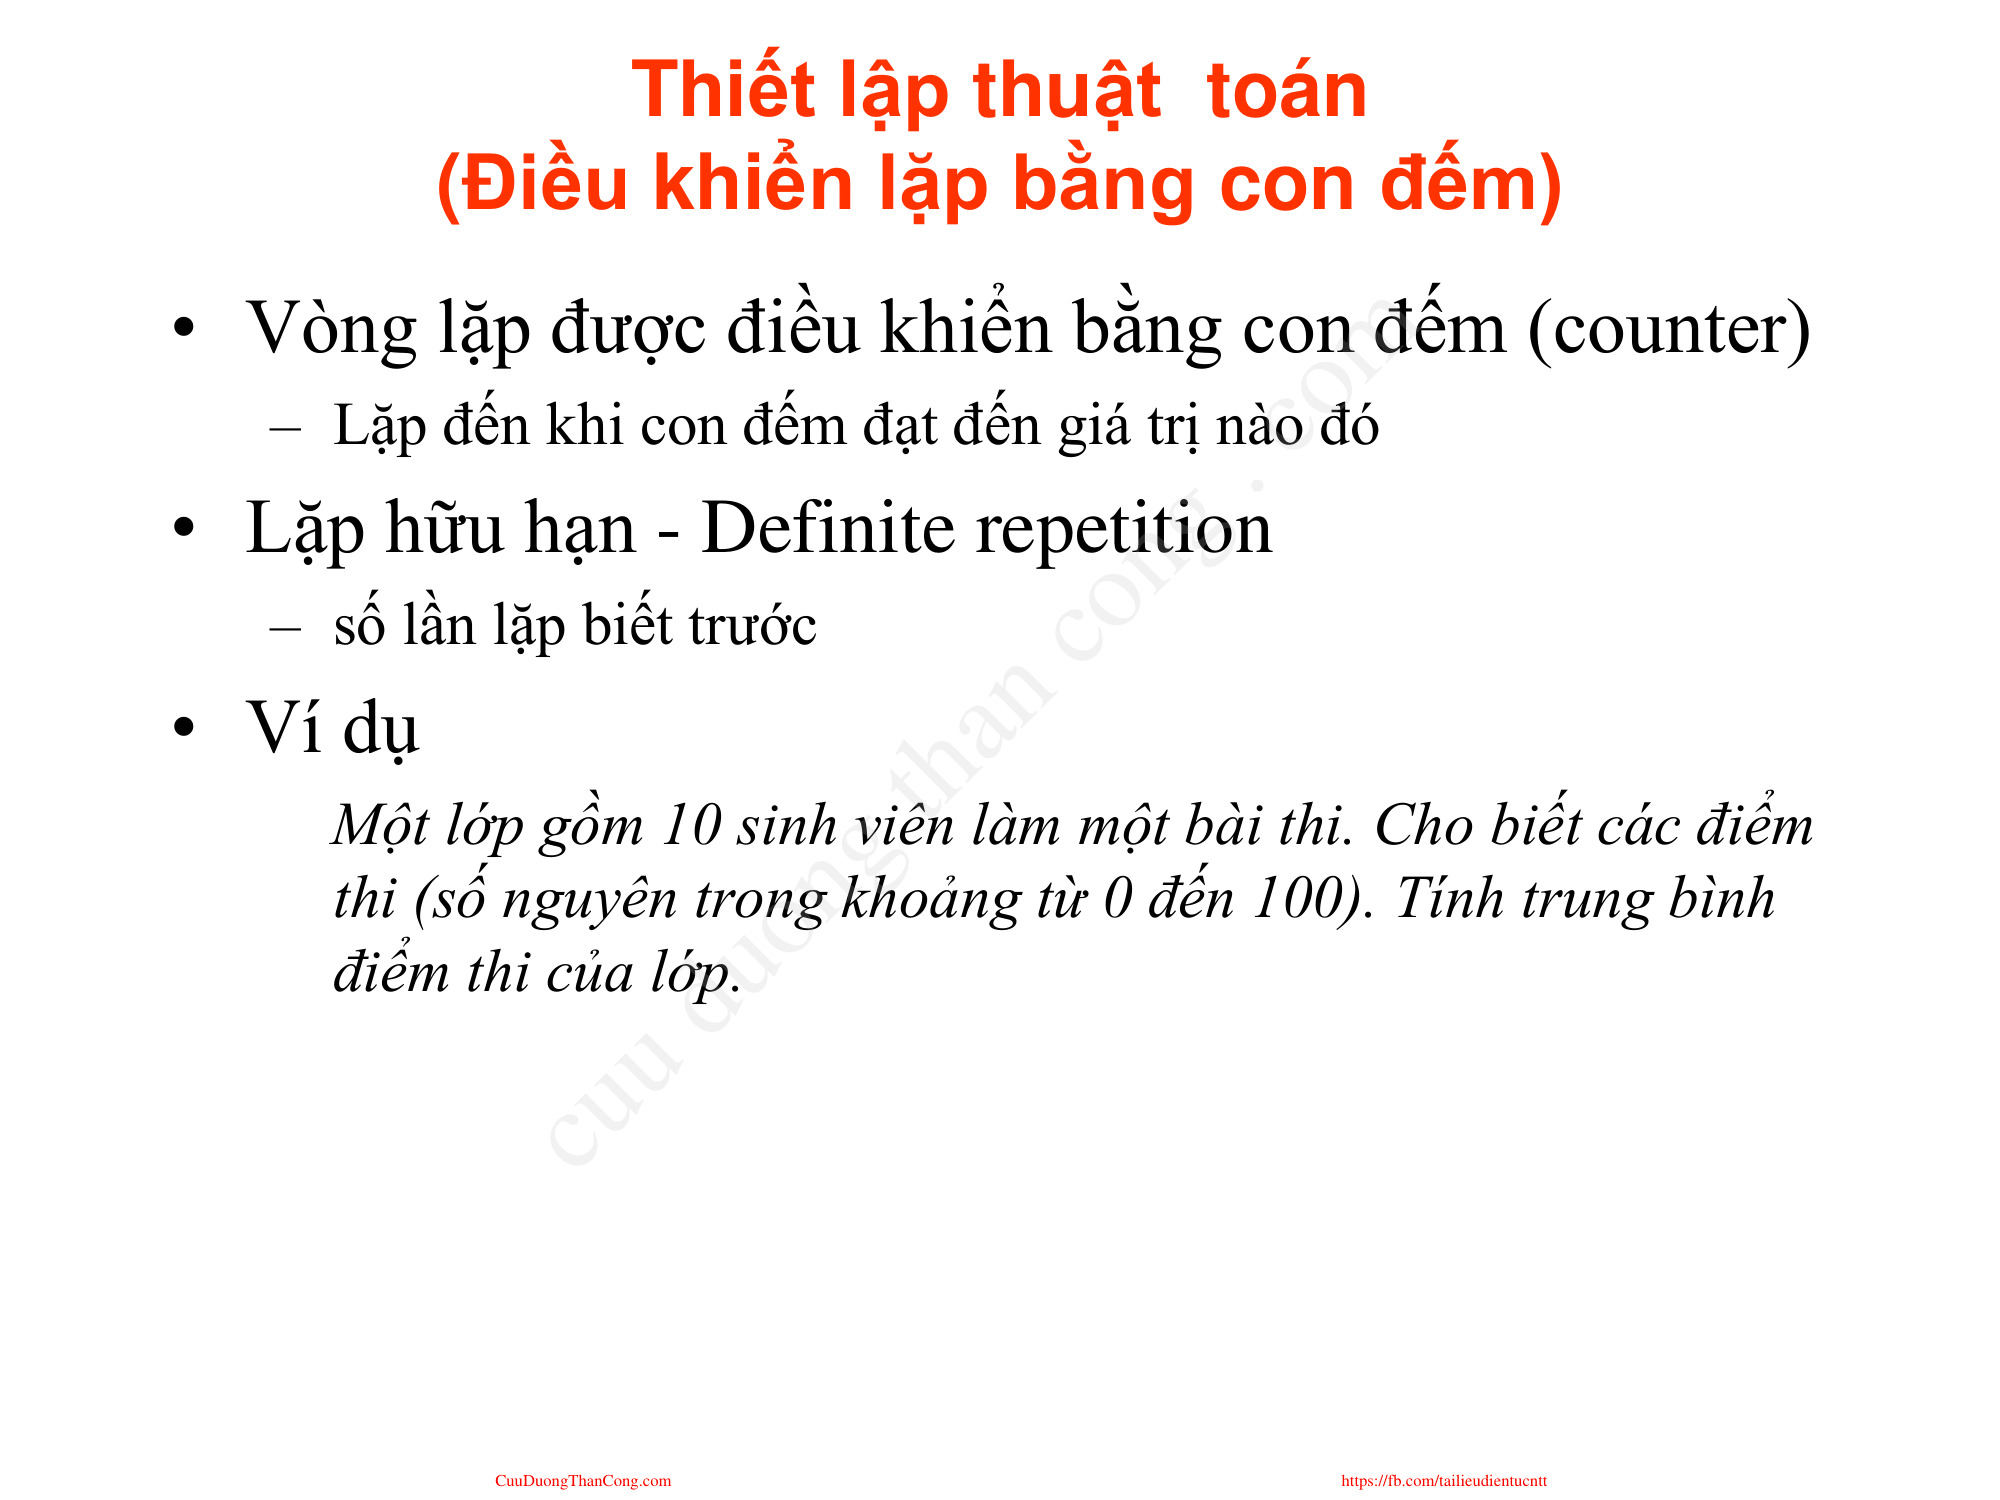 Thiết lập thuật toán
(Điều khiển lặp bằng con đếm)
• Vòng lặp được điều khiển bằng con đếm (counter)
– Lặp đến khi con đếm đạt đến giá trị nào đó
• Lặp hữu hạn - Definite repetition
– số lần lặp biết trước
• Ví dụ
Một lớp gồm 10 sinh viên làm một bài thi. Cho biết các điểm
thi (số nguyên trong khoảng từ 0 đến 100). Tính trung bình
điểm thi của lớp.
cuu duong than cong . com
CuuDuongThanCong.com
https://fb.com/tailieudientucntt